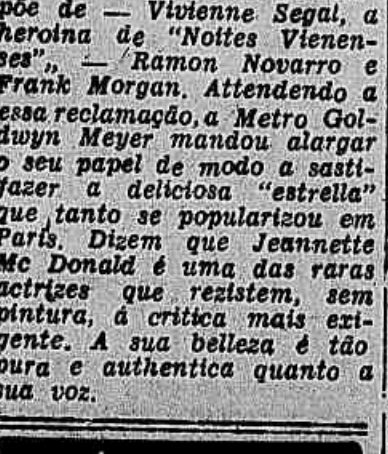 põe de — Vivienne Segal, a
heroina de "Noites Vienen-
ses",, — Ramon Novarro e
Frank Morgan. Attendendo a
essa reclamação, a Metro Gol-
dwyn Meyer mandou alargar
o seu papel de modo a sasti-
fazer a deliciosa "estrella"
que tanto se popularizou em
Paris. Dizem que Jeannette
Mc Donald é uma das raras
actrizes que rezistem, sem
pintura, á critica mais exi-
gente. A sua belleza é tão
pura e authentica quanto a
sua voz.